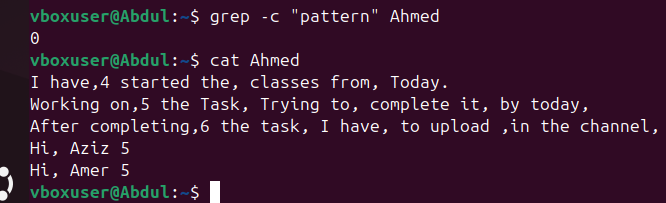 vboxuser@Abdul:~$ grep -c "pattern" Ahmed
0
vboxuser@Abdul:~$ cat Ahmed
I have,4 started the, classes from, Today.
Working on,5 the Task, Trying to, complete it, by today,
After completing,6 the task, I have, to upload ,in the channel,
Hi, Aziz 5
Hi, Amer 5
vboxuser@Abdul:~$